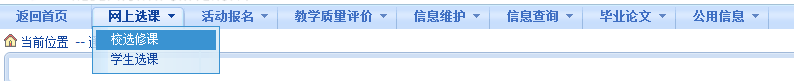 返回首页 网上选课 活动报名 教学质量评价 信息维护 信息查询 毕业论文 公用信息
校选修课
当前位置 --
学生选课